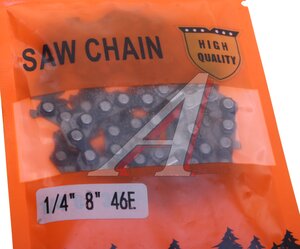 SAW CHAIN
HIGH
QUALITY
1/4" 8" 46E